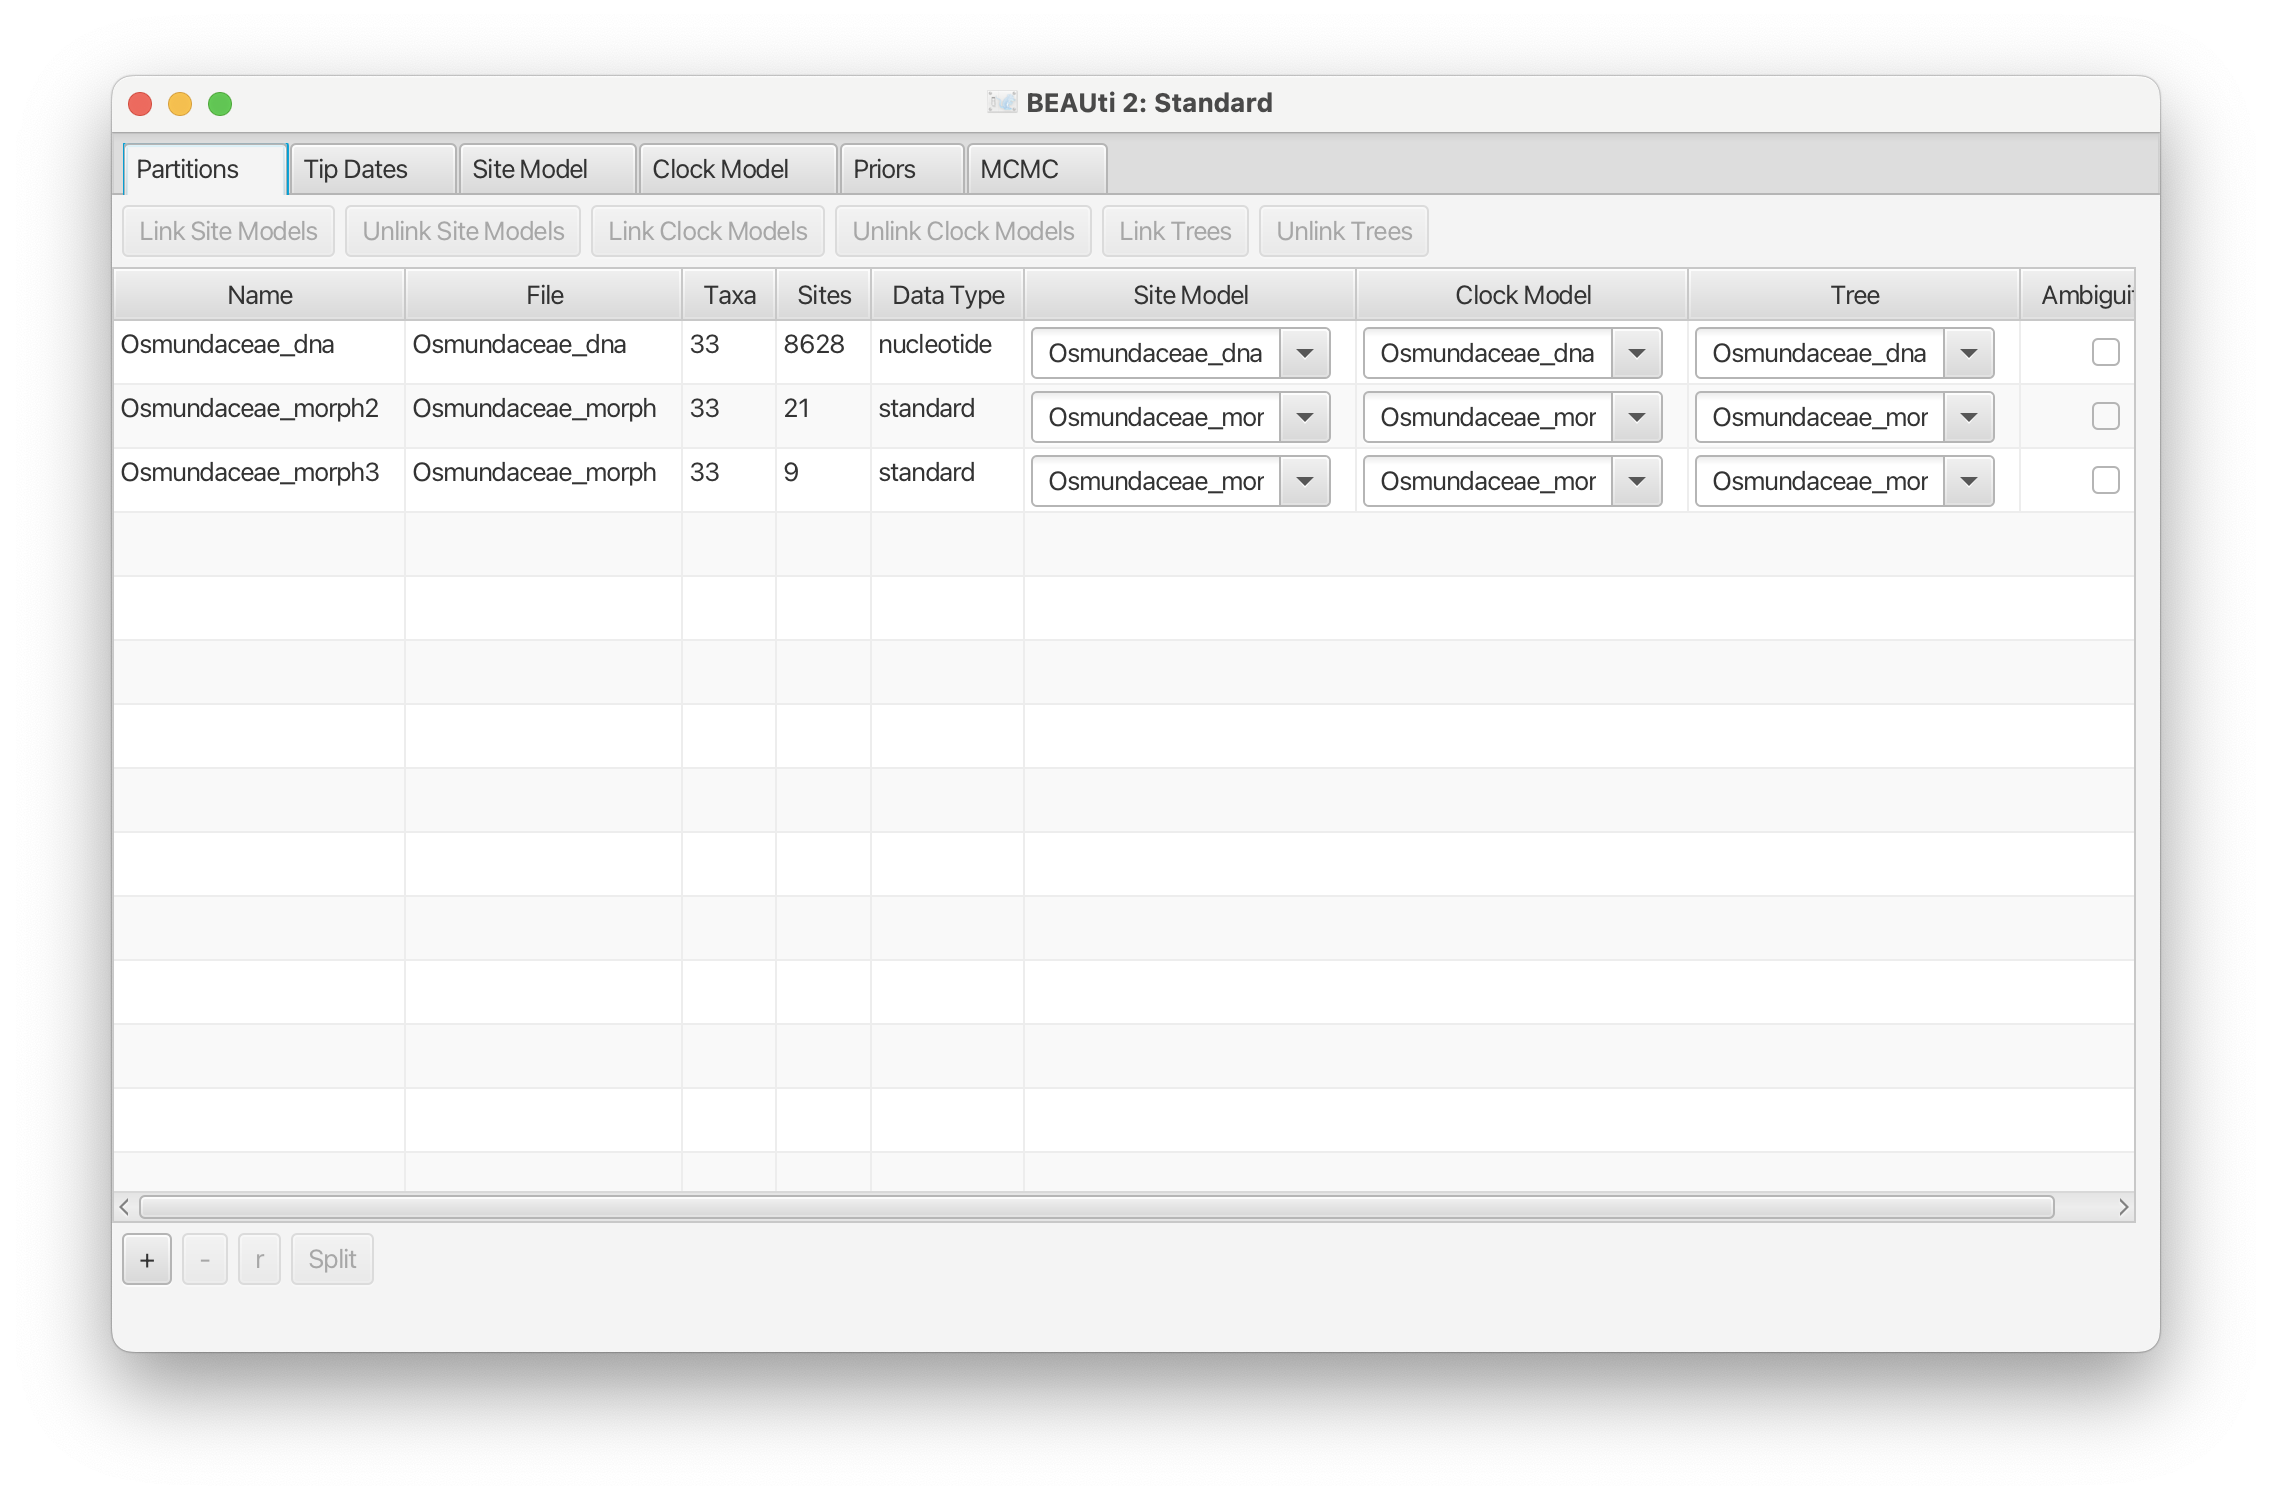 BEAUti 2: Standard
Partitions Tip Dates Site Model Clock Model Priors MCMC
Link Site Models Unlink Site Models Link Clock Models Unlink Clock Models Link Trees Unlink Trees
Name File Taxa Sites Data Type Site Model Clock Model Tree Ambigui
Osmundaceae_dna Osmundaceae_dna 33 8628 nucleotide Osmundaceae_dna Osmundaceae_dna Osmundaceae_dna
Osmundaceae_morph2 Osmundaceae_morph 33 21 standard Osmundaceae_mor Osmundaceae_mor Osmundaceae_mor
Osmundaceae_morph3 Osmundaceae_morph 33 9 standard Osmundaceae_mor Osmundaceae_mor Osmundaceae_mor
+ - r Split